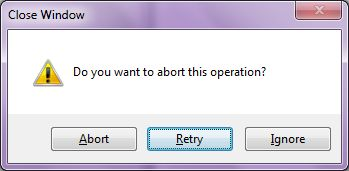 Close Window
Do you want to abort this operation?
Abort Retry Ignore